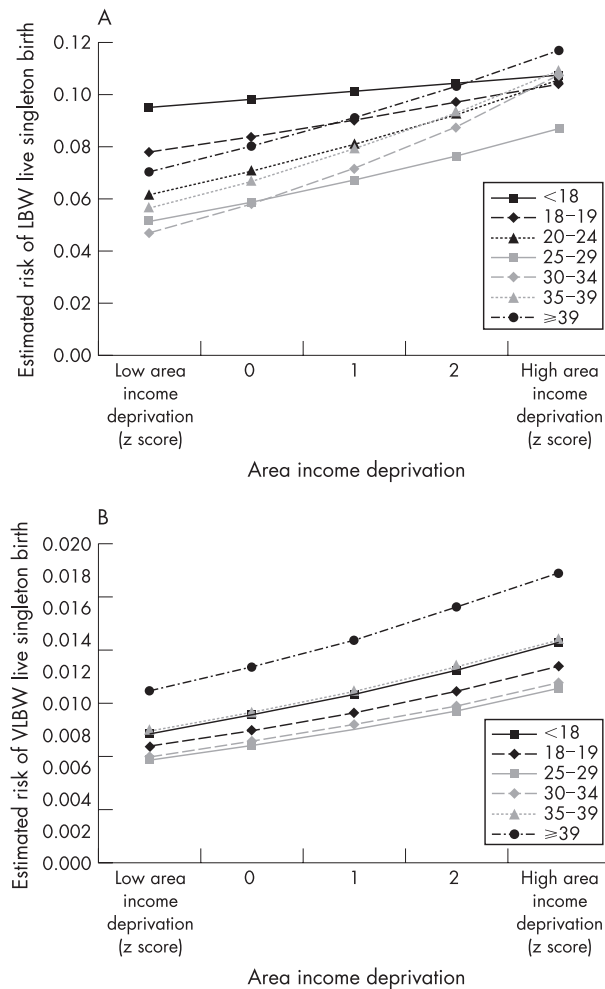 A
Estimated risk of LBW live singleton birth
0.12
0.10
0.08
0.06
0.04
0.02
0.00
<18
18–19
20–24
25–29
30–34
35–39
⩾39
Low area 0 1 2 High area
income income
deprivation deprivation
(z score) (z score)
Area income deprivation
B
Estimated risk of VLBW live singleton birth
0.020
0.018
0.016
0.014
0.012
0.010
0.008
0.006
0.004
0.002
0.000
<18
18–19
25–29
30–34
35–39
⩾39
Low area 0 1 2 High area
income income
deprivation deprivation
(z score) (z score)
Area income deprivation